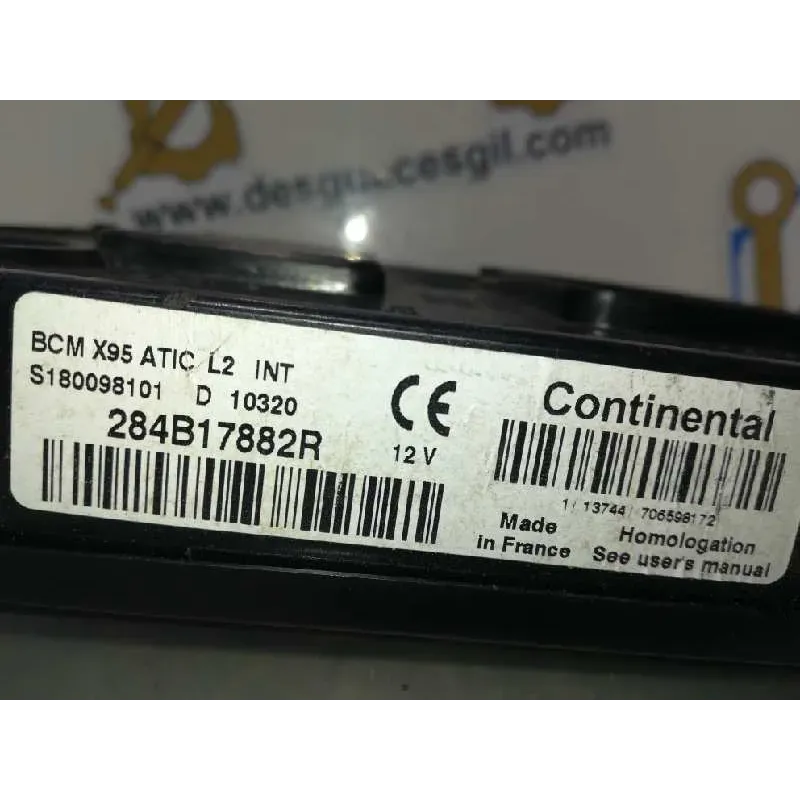 www.desguacesgil.com
BCM X95 ATIC L2 INT
S180098101 D 10320
284B17882R
12 V
Continental
1 13744 706598172
Made
in France
Homologation
See user's manual